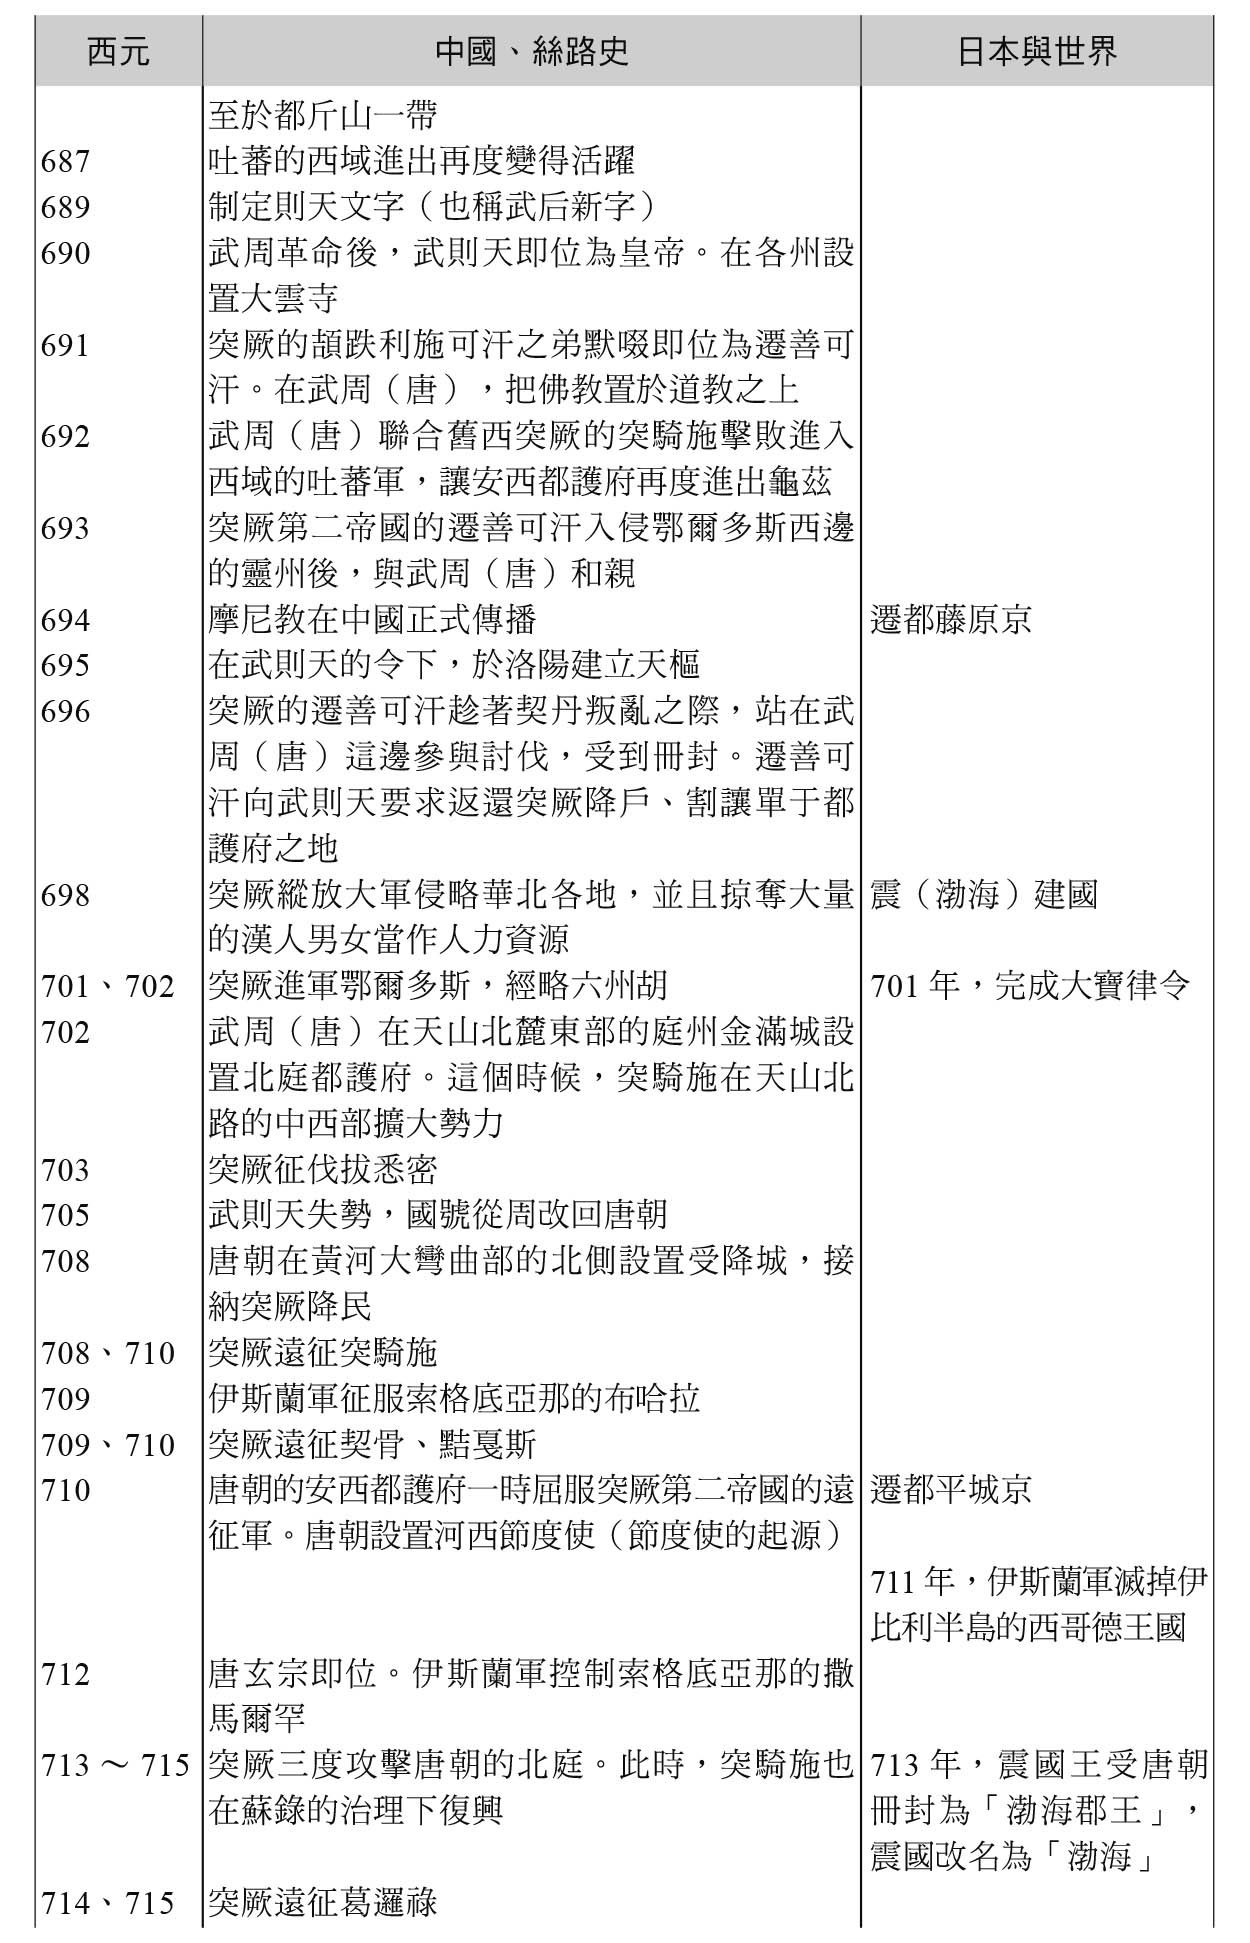 西元 中國、絲路史 日本與世界
至於都斤山一帶
687 吐蕃的西域進出再度變得活躍
689 制定則天文字（也稱武后新字）
690 武周革命後，武則天即位為皇帝。在各州設
置大雲寺
691 突厥的頡跌利施可汗之弟默啜即位為遷善可
汗。在武周（唐），把佛教置於道教之上
692 武周（唐）聯合舊西突厥的突騎施擊敗進入
西域的吐蕃軍，讓安西都護府再度進出龜茲
693 突厥第二帝國的遷善可汗入侵鄂爾多斯西邊
的靈州後，與武周（唐）和親
694 摩尼教在中國正式傳播 遷都藤原京
695 在武則天的令下，於洛陽建立天樞
696 突厥的遷善可汗趁著契丹叛亂之際，站在武
周（唐）這邊參與討伐，受到冊封。遷善可
汗向武則天要求返還突厥降戶、割讓單于都
護府之地
698 突厥縱放大軍侵略華北各地，並且掠奪大量 震（渤海）建國
的漢人男女當作人力資源
701、702 突厥進軍鄂爾多斯，經略六州胡 701 年，完成大寶律令
702 武周（唐）在天山北麓東部的庭州金滿城設
置北庭都護府。這個時候，突騎施在天山北
路的中西部擴大勢力
703 突厥征伐拔悉密
705 武則天失勢，國號從周改回唐朝
708 唐朝在黃河大彎曲部的北側設置受降城，接
納突厥降民
708、710 突厥遠征突騎施
709 伊斯蘭軍征服索格底亞那的布哈拉
709、710 突厥遠征契骨、黠戛斯
710 唐朝的安西都護府一時屈服突厥第二帝國的遠 遷都平城京
征軍。唐朝設置河西節度使（節度使的起源）
711 年，伊斯蘭軍滅掉伊
比利半島的西哥德王國
712 唐玄宗即位。伊斯蘭軍控制索格底亞那的撒
馬爾罕
713～715 突厥三度攻擊唐朝的北庭。此時，突騎施也 713 年，震國王受唐朝
在蘇錄的治理下復興 冊封為「渤海郡王」，
震國改名為「渤海」
714、715 突厥遠征葛邏祿